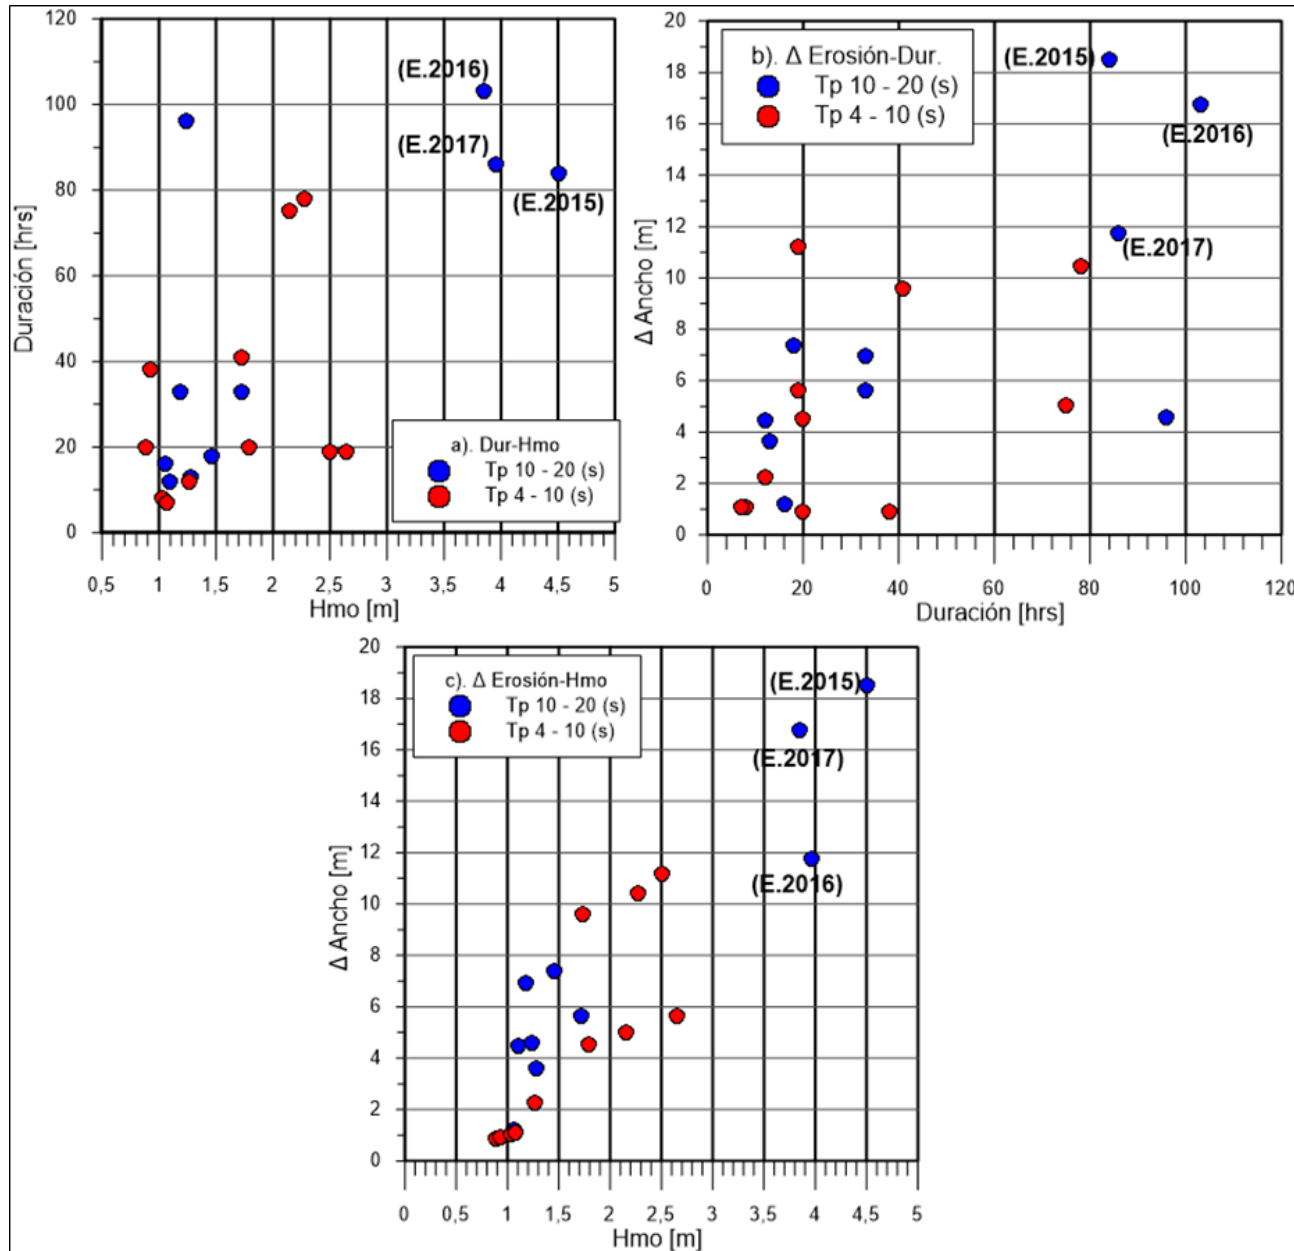 120
100
80
60
40
20
0
Duración [hrs]
(E.2016)
(E.2017)
(E.2015)
a). Dur-Hmo
Tp 10 - 20 (s)
Tp 4 - 10 (s)
0,5 1 1,5 2 2,5 3 3,5 4 4,5 5
Hmo [m]
20
18
16
14
12
10
8
6
4
2
0
Δ Ancho [m]
b). Δ Erosión-Dur.
Tp 10 - 20 (s)
Tp 4 - 10 (s)
(E.2015)
(E.2016)
(E.2017)
0 20 40 60 80 100 120
Duración [hrs]
20
18
16
14
12
10
8
6
4
2
0
Δ Ancho [m]
c). Δ Erosión-Hmo
Tp 10 - 20 (s)
Tp 4 - 10 (s)
(E.2015)
(E.2017)
(E.2016)
0 0,5 1 1,5 2 2,5 3 3,5 4 4,5 5
Hmo [m]